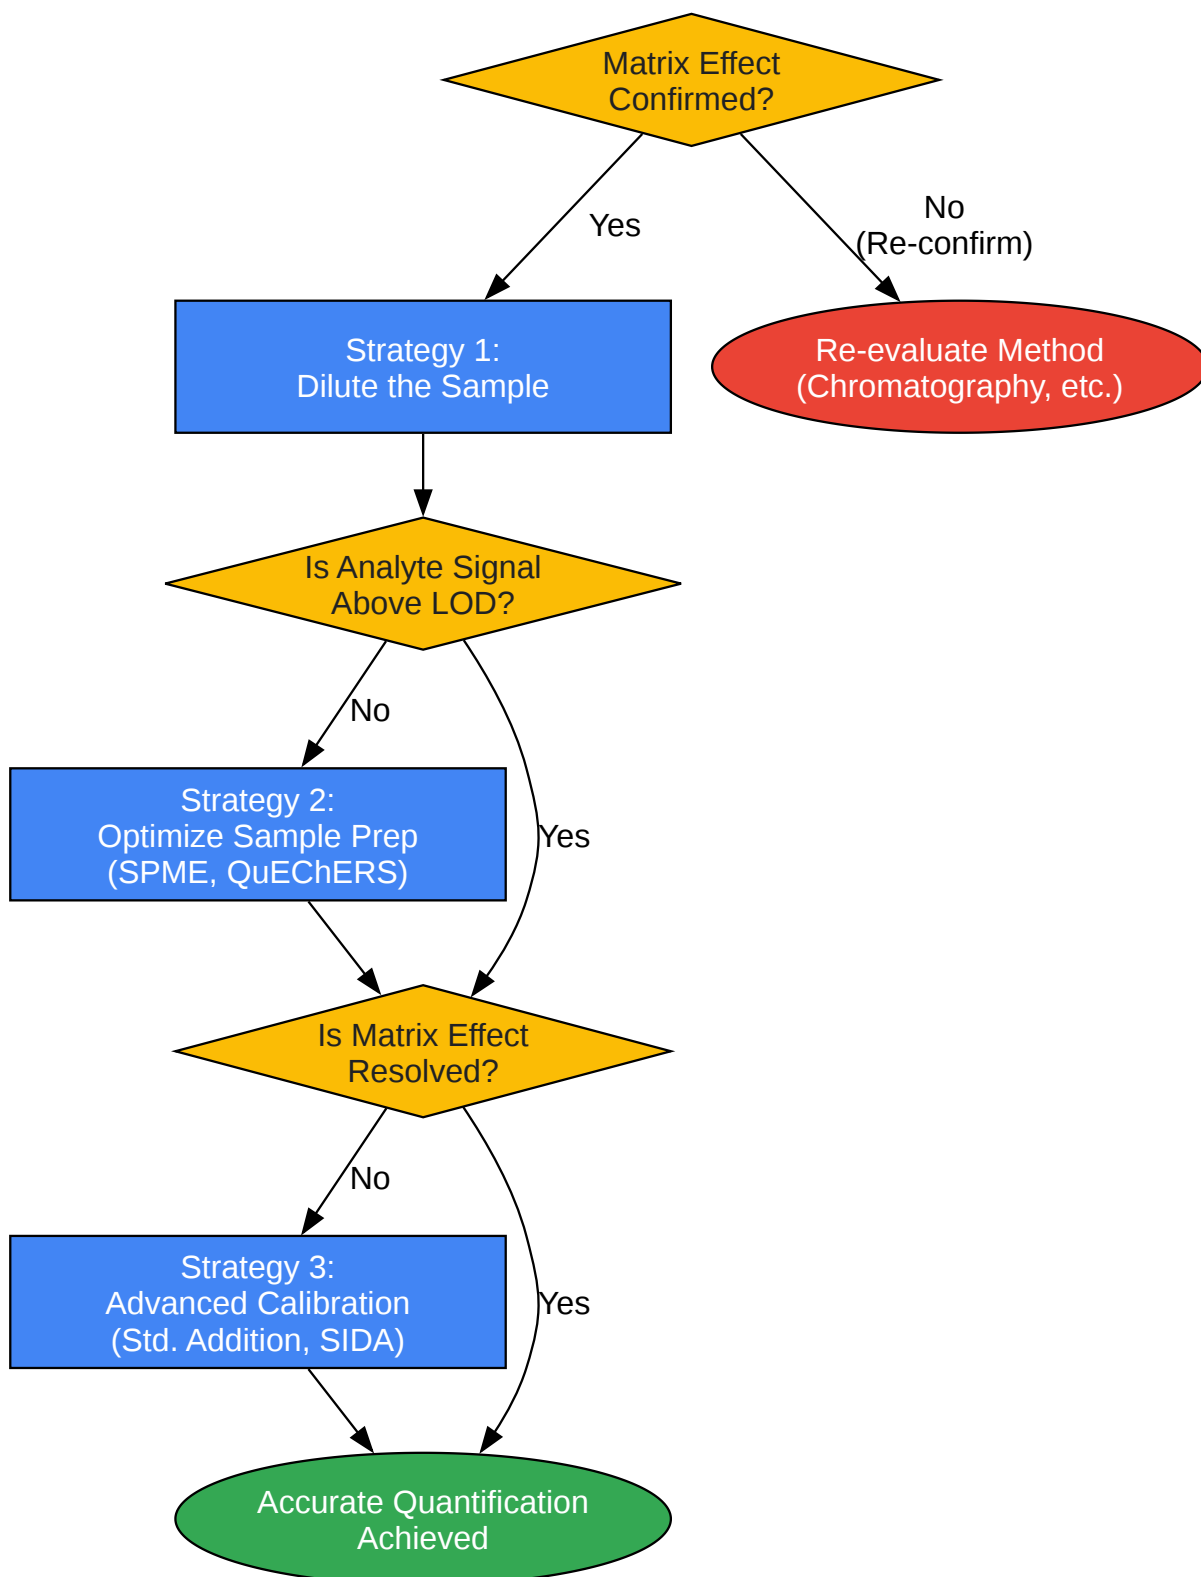 Matrix Effect
Confirmed?
Yes
No
(Re-confirm)
Strategy 1:
Dilute the Sample
Re-evaluate Method
(Chromatography, etc.)
Is Analyte Signal
Above LOD?
No
Strategy 2:
Optimize Sample Prep
(SPME, QuEChERS)
Yes
Is Matrix Effect
Resolved?
No
Strategy 3:
Advanced Calibration
(Std. Addition, SIDA)
Yes
Accurate Quantification
Achieved